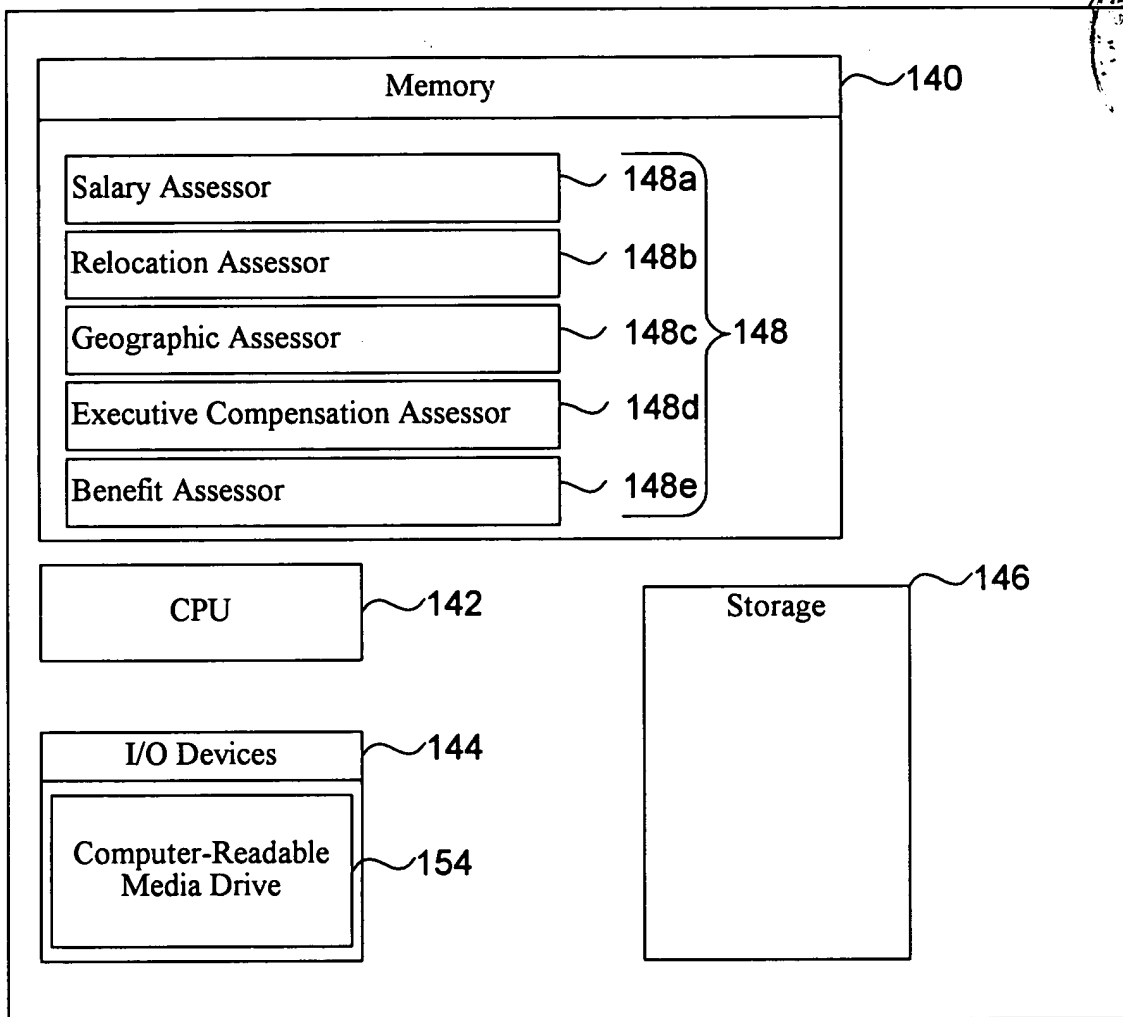 Memory
140
Salary Assessor
148a
Relocation Assessor
148b
Geographic Assessor
148c
148
Executive Compensation Assessor
148d
Benefit Assessor
148e
CPU
142
Storage
146
I/O Devices
144
Computer-Readable
Media Drive
154